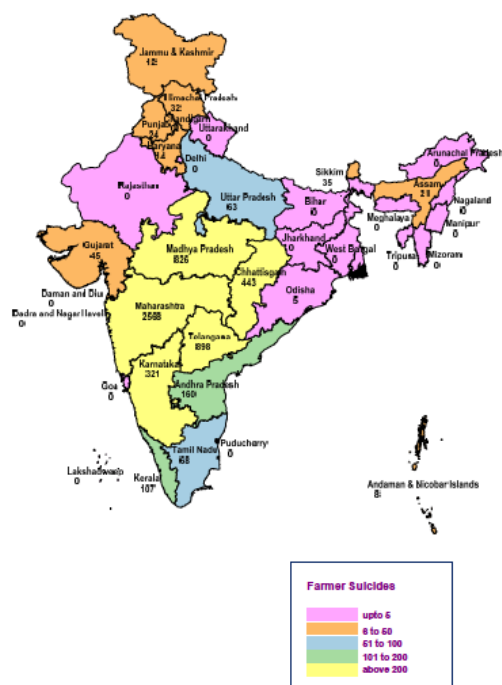 Jammu & Kashmir
12
Himachal Pradesh
32
Punjab
24
Haryana
14
Uttarakhand
0
Delhi
0
Rajasthan
0
Uttar Pradesh
63
Sikkim
35
Arunachal Pradesh
0
Assam
21
Nagaland
0
Meghalaya
0
Manipur
0
Tripura
0
Mizoram
0
Bihar
0
Jharkhand
0
West Bengal
0
Gujarat
45
Madhya Pradesh
826
Chhattisgarh
443
Odisha
5
Daman and Diu
0
Dadra and Nagar Haveli
0
Maharashtra
2568
Telangana
898
Karnataka
321
Goa
0
Andhra Pradesh
160
Tamil Nadu
68
Puducherry
0
Lakshadweep
0
Kerala
107
Andaman & Nicobar Islands
8
Farmer Suicides
upto 5
6 to 50
51 to 100
101 to 200
above 200